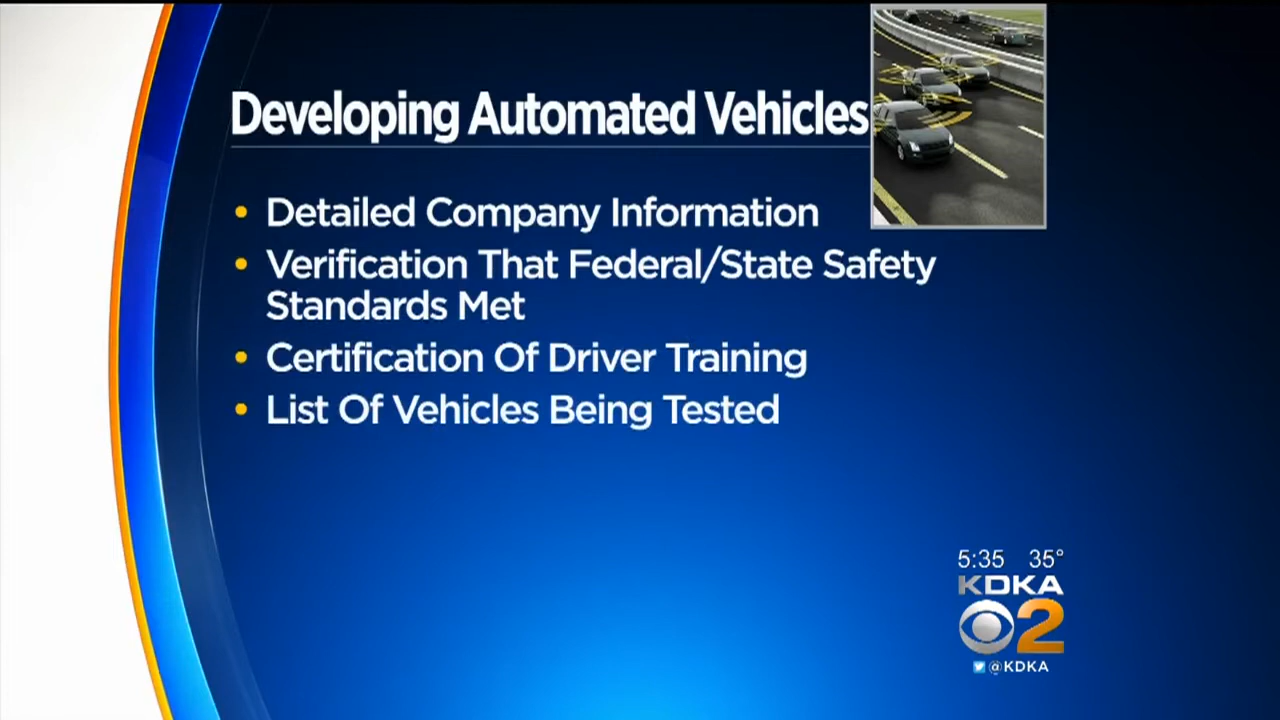 Developing Automated Vehicles
• Detailed Company Information
• Verification That Federal/State Safety
Standards Met
• Certification Of Driver Training
• List Of Vehicles Being Tested
5:35 35°
KDKA
2
@KDKA